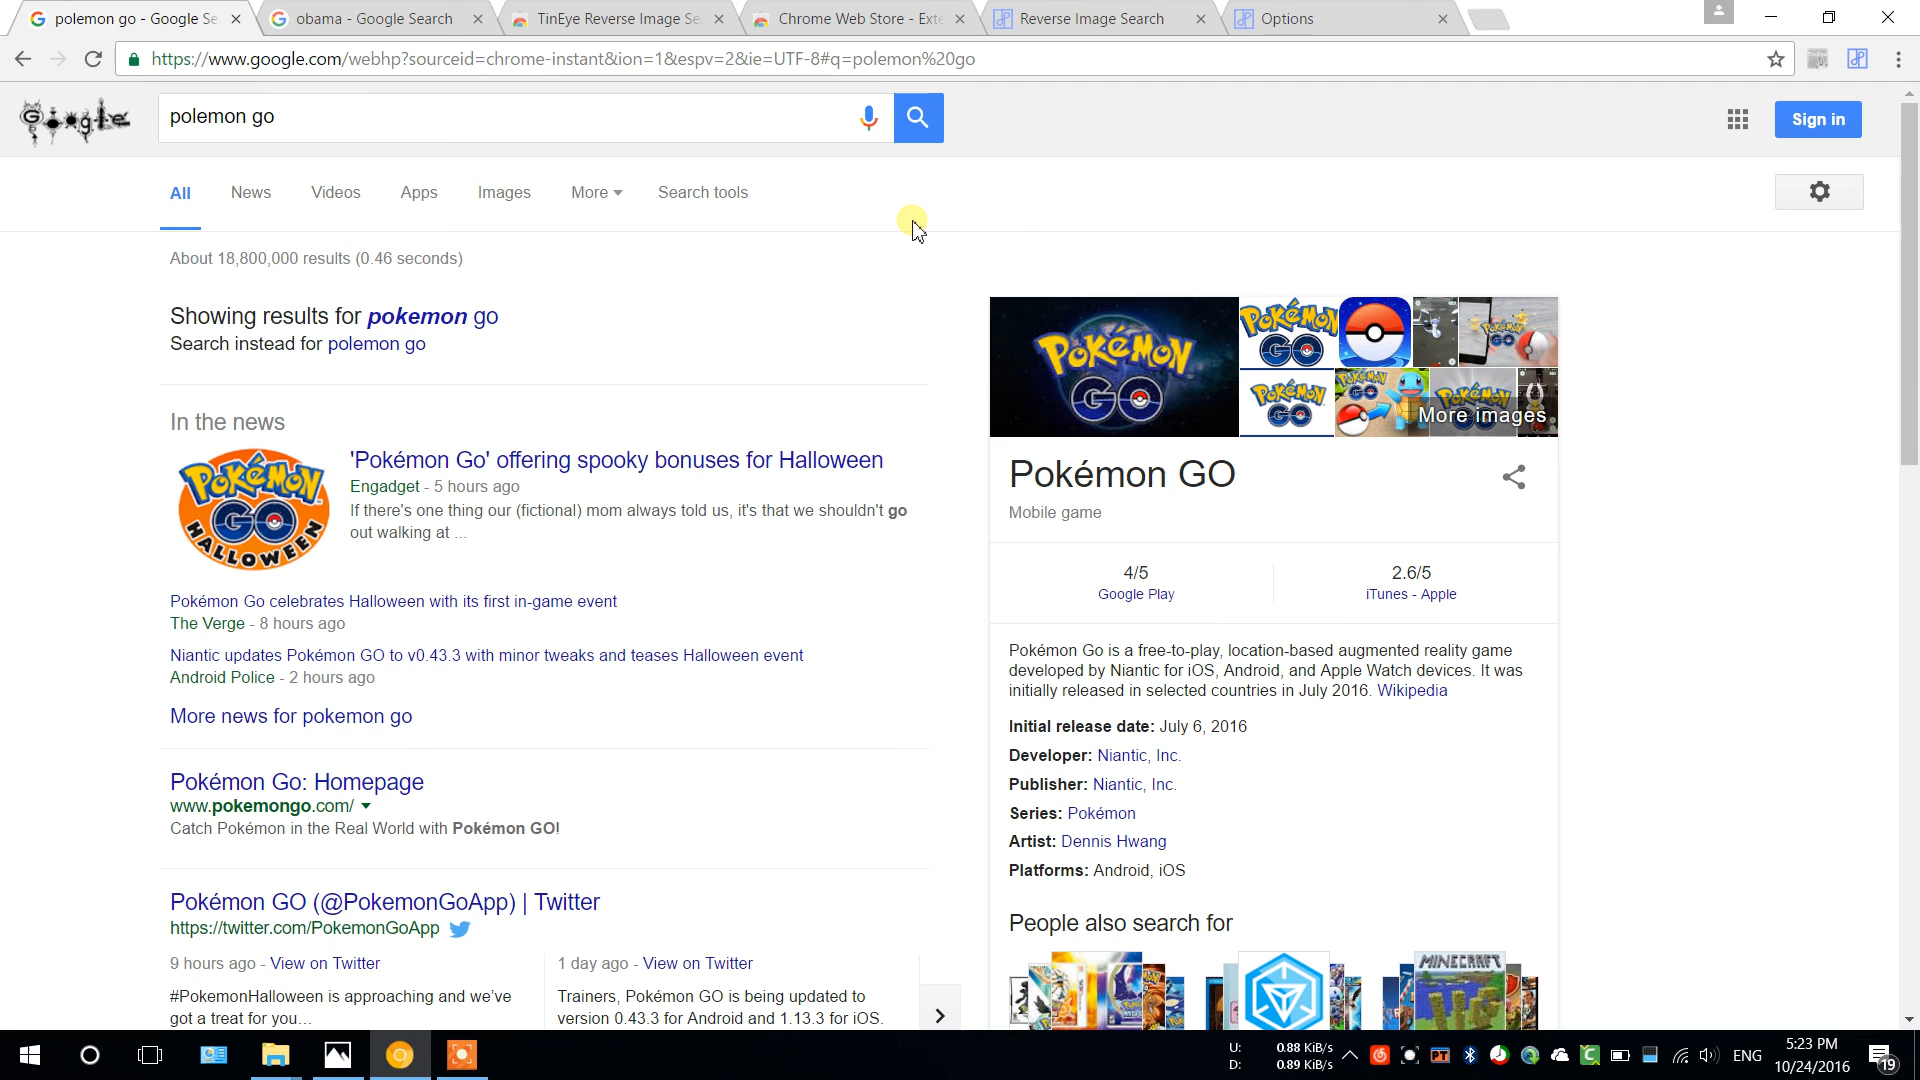 polemon go - Google Se
obama - Google Search
TinEye Reverse Image Se
Chrome Web Store - Exte
Reverse Image Search
Options
https://www.google.com/webhp?sourceid=chrome-instant&ion=1&espv=2&ie=UTF-8#q=polemon%20go
Google
polemon go
Sign in
All
News
Videos
Apps
Images
More
Search tools
About 18,800,000 results (0.46 seconds)
Showing results for pokemon go
Search instead for polemon go
In the news
POKÉMON
GO
HALLOWEEN
'Pokémon Go' offering spooky bonuses for Halloween
Engadget - 5 hours ago
If there's one thing our (fictional) mom always told us, it's that we shouldn't go
out walking at ...
Pokémon Go celebrates Halloween with its first in-game event
The Verge - 8 hours ago
Niantic updates Pokémon GO to v0.43.3 with minor tweaks and teases Halloween event
Android Police - 2 hours ago
More news for pokemon go
Pokémon Go: Homepage
www.pokemongo.com/
Catch Pokémon in the Real World with Pokémon GO!
Pokémon GO (@PokemonGoApp) | Twitter
https://twitter.com/PokemonGoApp
9 hours ago - View on Twitter
#PokemonHalloween is approaching and we've
got a treat for you...
1 day ago - View on Twitter
Trainers, Pokémon GO is being updated to
version 0.43.3 for Android and 1.13.3 for iOS.
POKÉMON
GO
POKÉMON
GO
POKÉMON
GO
POKÉMON
GO
More images
Pokémon GO
Mobile game
4/5
Google Play
2.6/5
iTunes - Apple
Pokémon Go is a free-to-play, location-based augmented reality game
developed by Niantic for iOS, Android, and Apple Watch devices. It was
initially released in selected countries in July 2016. Wikipedia
Initial release date: July 6, 2016
Developer: Niantic, Inc.
Publisher: Niantic, Inc.
Series: Pokémon
Artist: Dennis Hwang
Platforms: Android, iOS
People also search for
MINECRAFT
U: 0.88 KiB/s
D: 0.89 KiB/s
PT
ENG
5:23 PM
10/24/2016
19